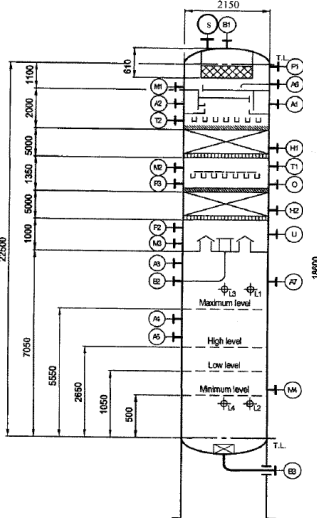 2150
S
B1
T.L.
610
P1
1100
M1
A6
2000
A2
A1
T2
5000
H1
1350
M2
T1
P3
O
5000
H2
1000
P2
U
M3
22500
18600
A3
B2
A7
L3
L1
Maximum level
7050
A4
5550
A5
High level
2650
Low level
1050
Minimum level
M4
500
L4
L2
T.L.
B3